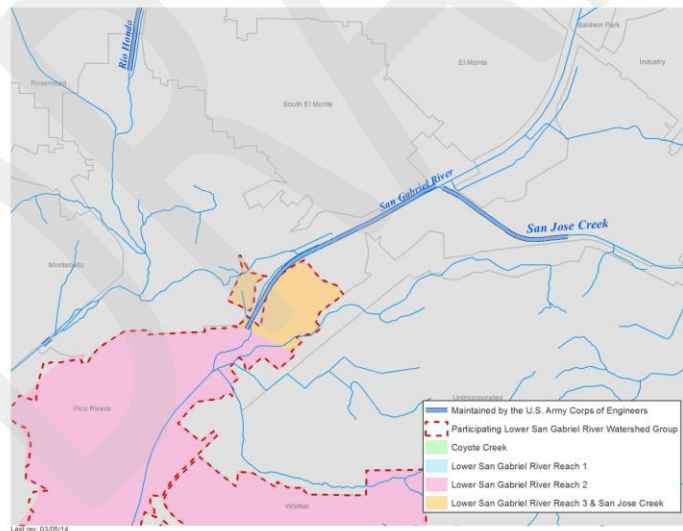 Baldwin Park
Rio Hondo
El Monte
Industry
Rosemead
South El Monte
San Gabriel River
San Jose Creek
Montebello
Pico Rivera
Unincorporated
Whittier
Maintained by the U.S. Army Corps of Engineers
Participating Lower San Gabriel River Watershed Group
Coyote Creek
Lower San Gabriel River Reach 1
Lower San Gabriel River Reach 2
Lower San Gabriel River Reach 3 & San Jose Creek
Last rev. 03/05/14